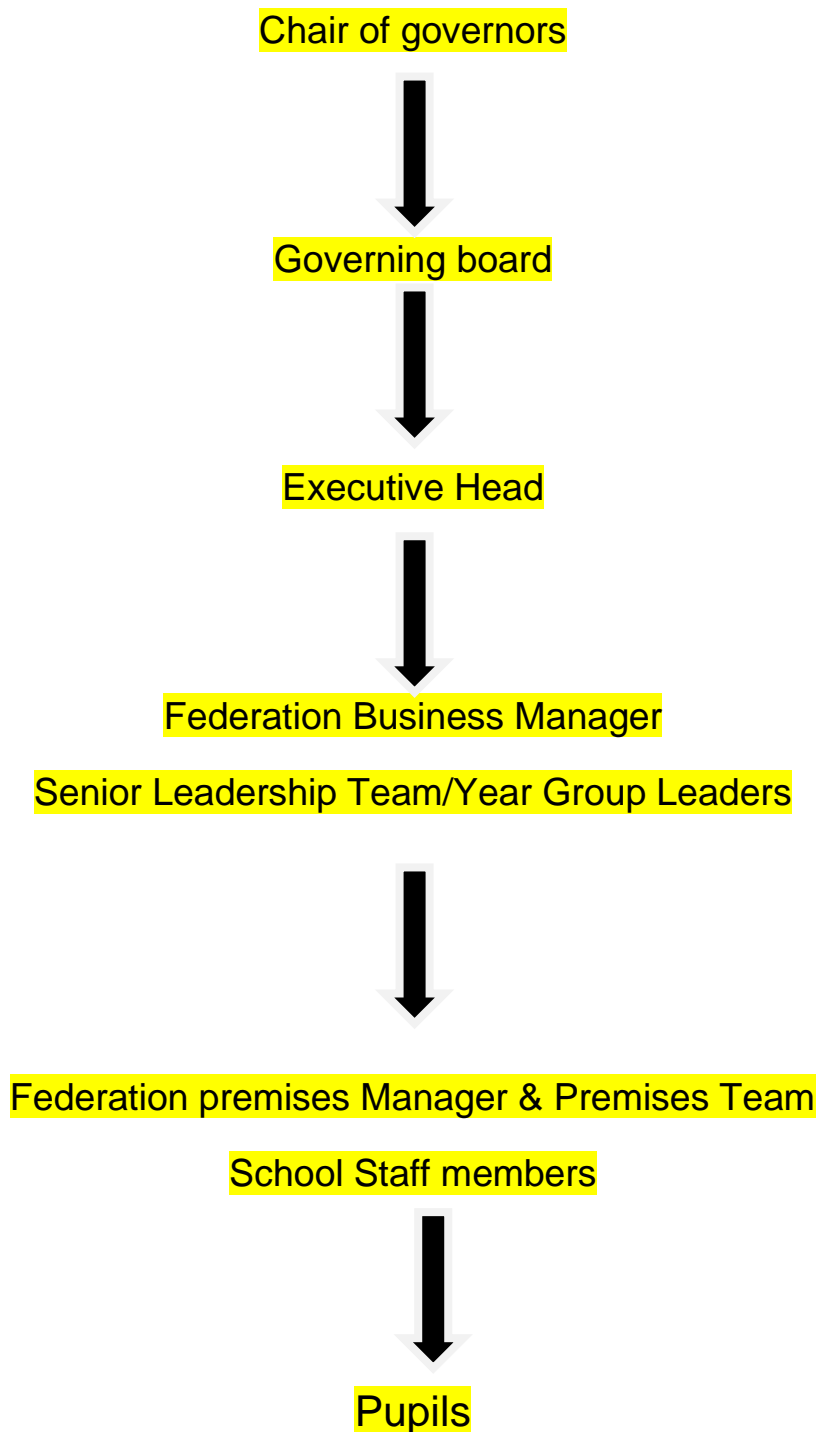 Chair of governors
Governing board
Executive Head
Federation Business Manager
Senior Leadership Team/Year Group Leaders
Federation premises Manager & Premises Team
School Staff members
Pupils